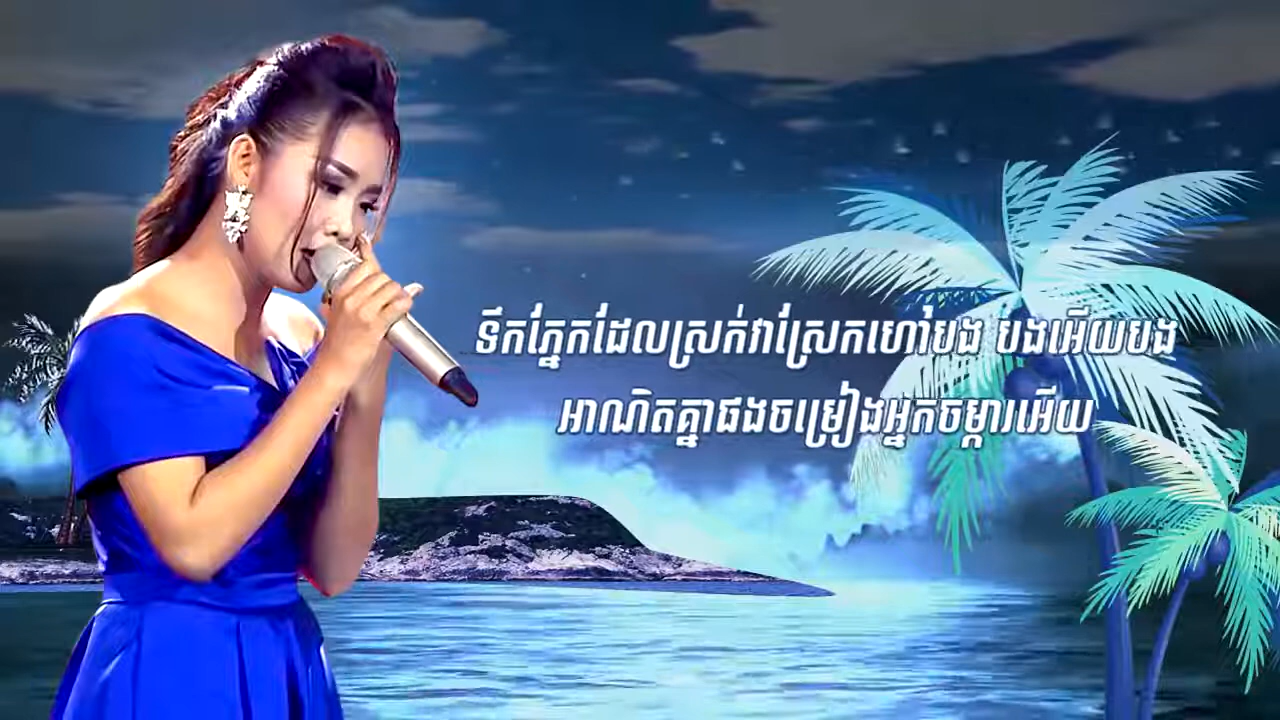 ទឹកភ្នែកដែលស្រក់វាស្រែកហៅបង បងអើយបង
អាណិតគ្នាផងចម្រៀងអ្នកចម្ការអើយ